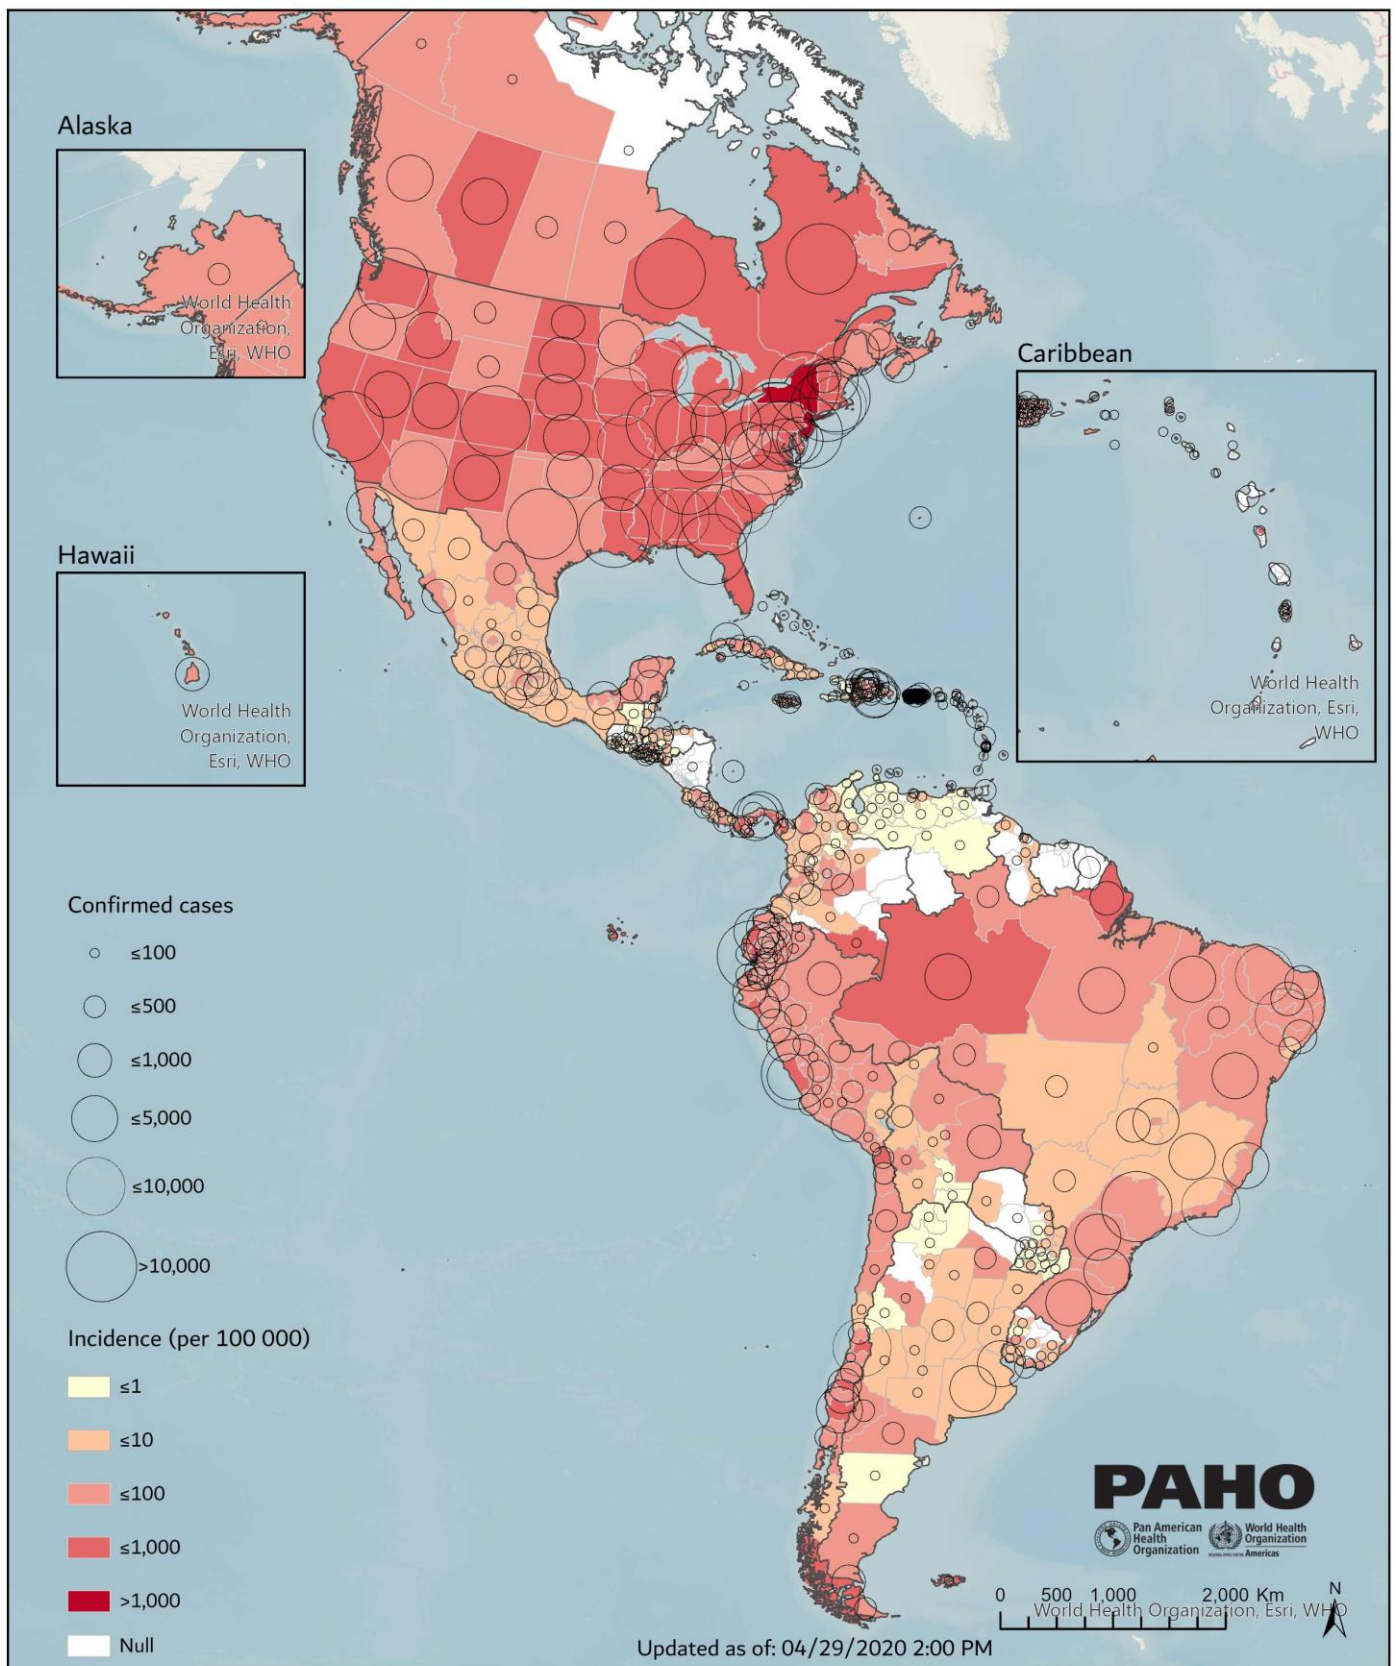 Alaska
World Health
Organization,
Esri, WHO
Hawaii
World Health
Organization,
Esri, WHO
Caribbean
World Health
Organization, Esri,
WHO
Confirmed cases
≤100
≤500
≤1,000
≤5,000
≤10,000
>10,000
Incidence (per 100 000)
≤1
≤10
≤100
≤1,000
>1,000
Null
PAHO
Pan American
Health
Organization
World Health
Organization
Americas
0 500 1,000 2,000 Km
N
World Health Organization, Esri, WHO
Updated as of: 04/29/2020 2:00 PM